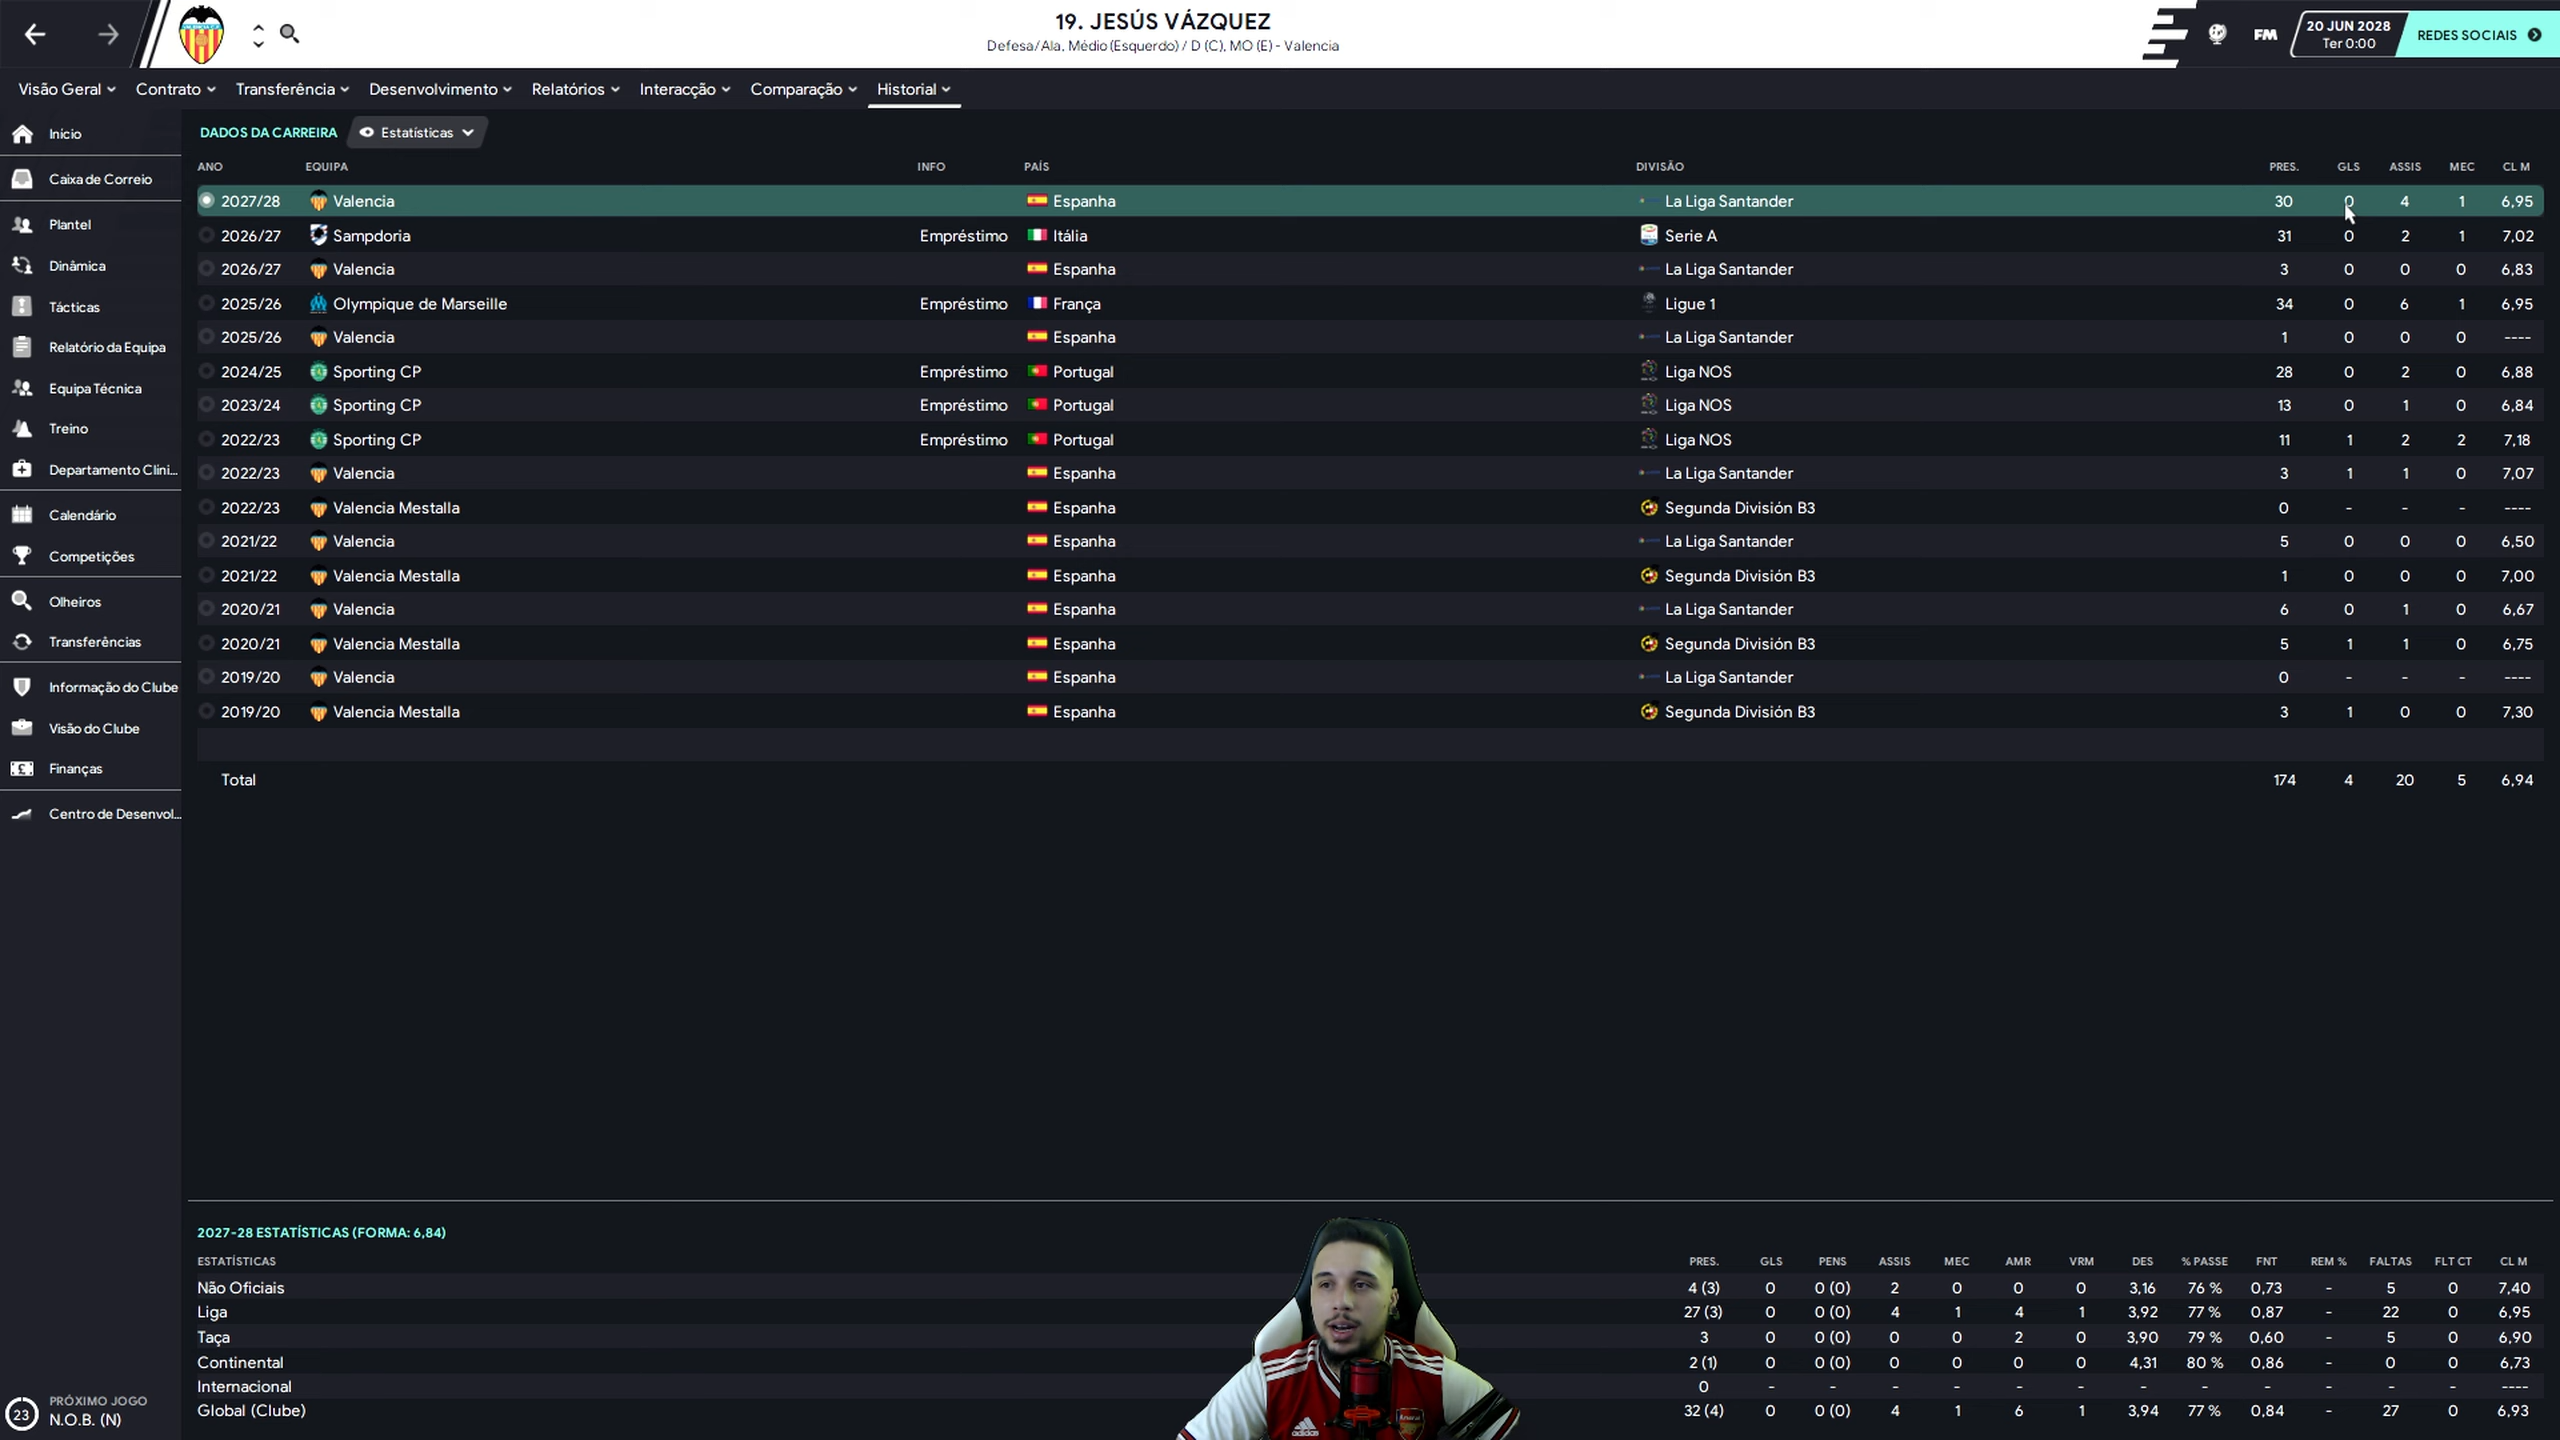 19. JESÚS VÁZQUEZ
Defesa/Ala, Médio (Esquerdo) / D (C), MO (E) - Valencia
FM
20 JUN 2028
Ter 0:00
REDES SOCIAIS
Visão Geral Contrato Transferência Desenvolvimento Relatórios Interacção Comparação Historial
Início
Caixa de Correio
Plantel
Dinâmica
Tácticas
Relatório da Equipa
Equipa Técnica
Treino
Departamento Clíni...
Calendário
Competições
Olheiros
Transferências
Informação do Clube
Visão do Clube
Finanças
Centro de Desenvol...
PRÓXIMO JOGO
23 N.O.B. (N)
DADOS DA CARREIRA Estatísticas
ANO EQUIPA INFO PAÍS DIVISÃO PRES. GLS ASSIS MEC CL M
2027/28 Valencia Espanha La Liga Santander 30 0 4 1 6,95
2026/27 Sampdoria Empréstimo Itália Serie A 31 0 2 1 7,02
2026/27 Valencia Espanha La Liga Santander 3 0 0 0 6,83
2025/26 Olympique de Marseille Empréstimo França Ligue 1 34 0 6 1 6,95
2025/26 Valencia Espanha La Liga Santander 1 0 0 0 ----
2024/25 Sporting CP Empréstimo Portugal Liga NOS 28 0 2 0 6,88
2023/24 Sporting CP Empréstimo Portugal Liga NOS 13 0 1 0 6,84
2022/23 Sporting CP Empréstimo Portugal Liga NOS 11 1 2 2 7,18
2022/23 Valencia Espanha La Liga Santander 3 1 1 0 7,07
2022/23 Valencia Mestalla Espanha Segunda División B3 0 - - - ----
2021/22 Valencia Espanha La Liga Santander 5 0 0 0 6,50
2021/22 Valencia Mestalla Espanha Segunda División B3 1 0 0 0 7,00
2020/21 Valencia Espanha La Liga Santander 6 0 1 0 6,67
2020/21 Valencia Mestalla Espanha Segunda División B3 5 1 1 0 6,75
2019/20 Valencia Espanha La Liga Santander 0 - - - ----
2019/20 Valencia Mestalla Espanha Segunda División B3 3 1 0 0 7,30
Total 174 4 20 5 6,94
2027-28 ESTATÍSTICAS (FORMA: 6,84)
ESTATÍSTICAS PRES. GLS PENS ASSIS MEC AMR VRM DES % PASSE FNT REM % FALTAS FLT CT CL M
Não Oficiais 4 (3) 0 0 (0) 2 0 0 0 3,16 76 % 0,73 - 5 0 7,40
Liga 27 (3) 0 0 (0) 4 1 4 1 3,92 77 % 0,87 - 22 0 6,95
Taça 3 0 0 (0) 0 0 2 0 3,90 79 % 0,60 - 5 0 6,90
Continental 2 (1) 0 0 (0) 0 0 0 0 4,31 80 % 0,86 - 0 0 6,73
Internacional 0 - - - - - - - - - - - - ----
Global (Clube) 32 (4) 0 0 (0) 4 1 6 1 3,94 77 % 0,84 - 27 0 6,93
adidas
Arsenal